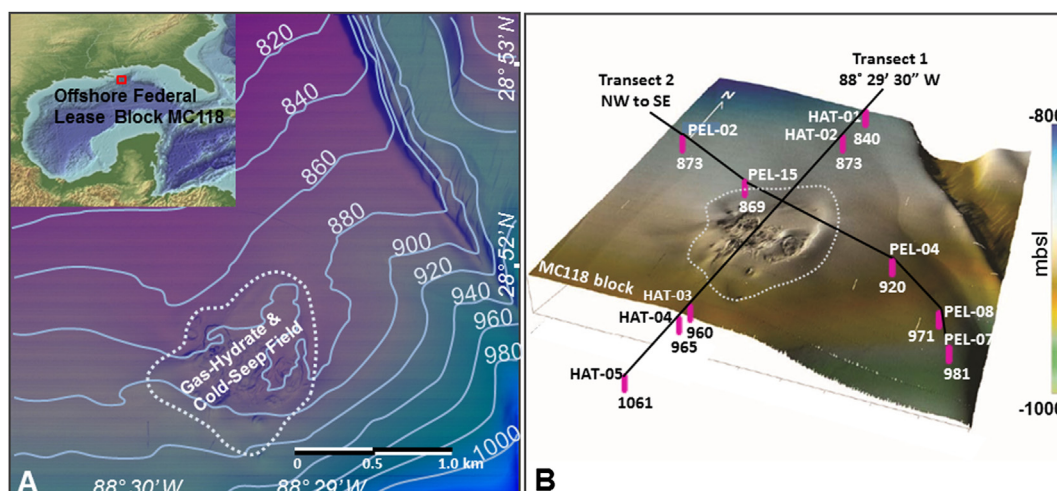 Offshore Federal
Lease Block MC118
820
840
860
880
900
920
940
960
980
1000
28° 53' N
28° 52' N
Gas-Hydrate &
Cold-Seep Field
0 0.5 1.0 km
88° 30' W 88° 29' W
A
Transect 1
88° 29' 30” W
Transect 2
NW to SE
N
HAT-01
840
HAT-02
873
PEL-02
873
PEL-15
869
PEL-04
920
MC118 block
HAT-03
960
HAT-04
965
PEL-08
971
PEL-07
981
HAT-05
1061
-800
mbsl
-1000
B